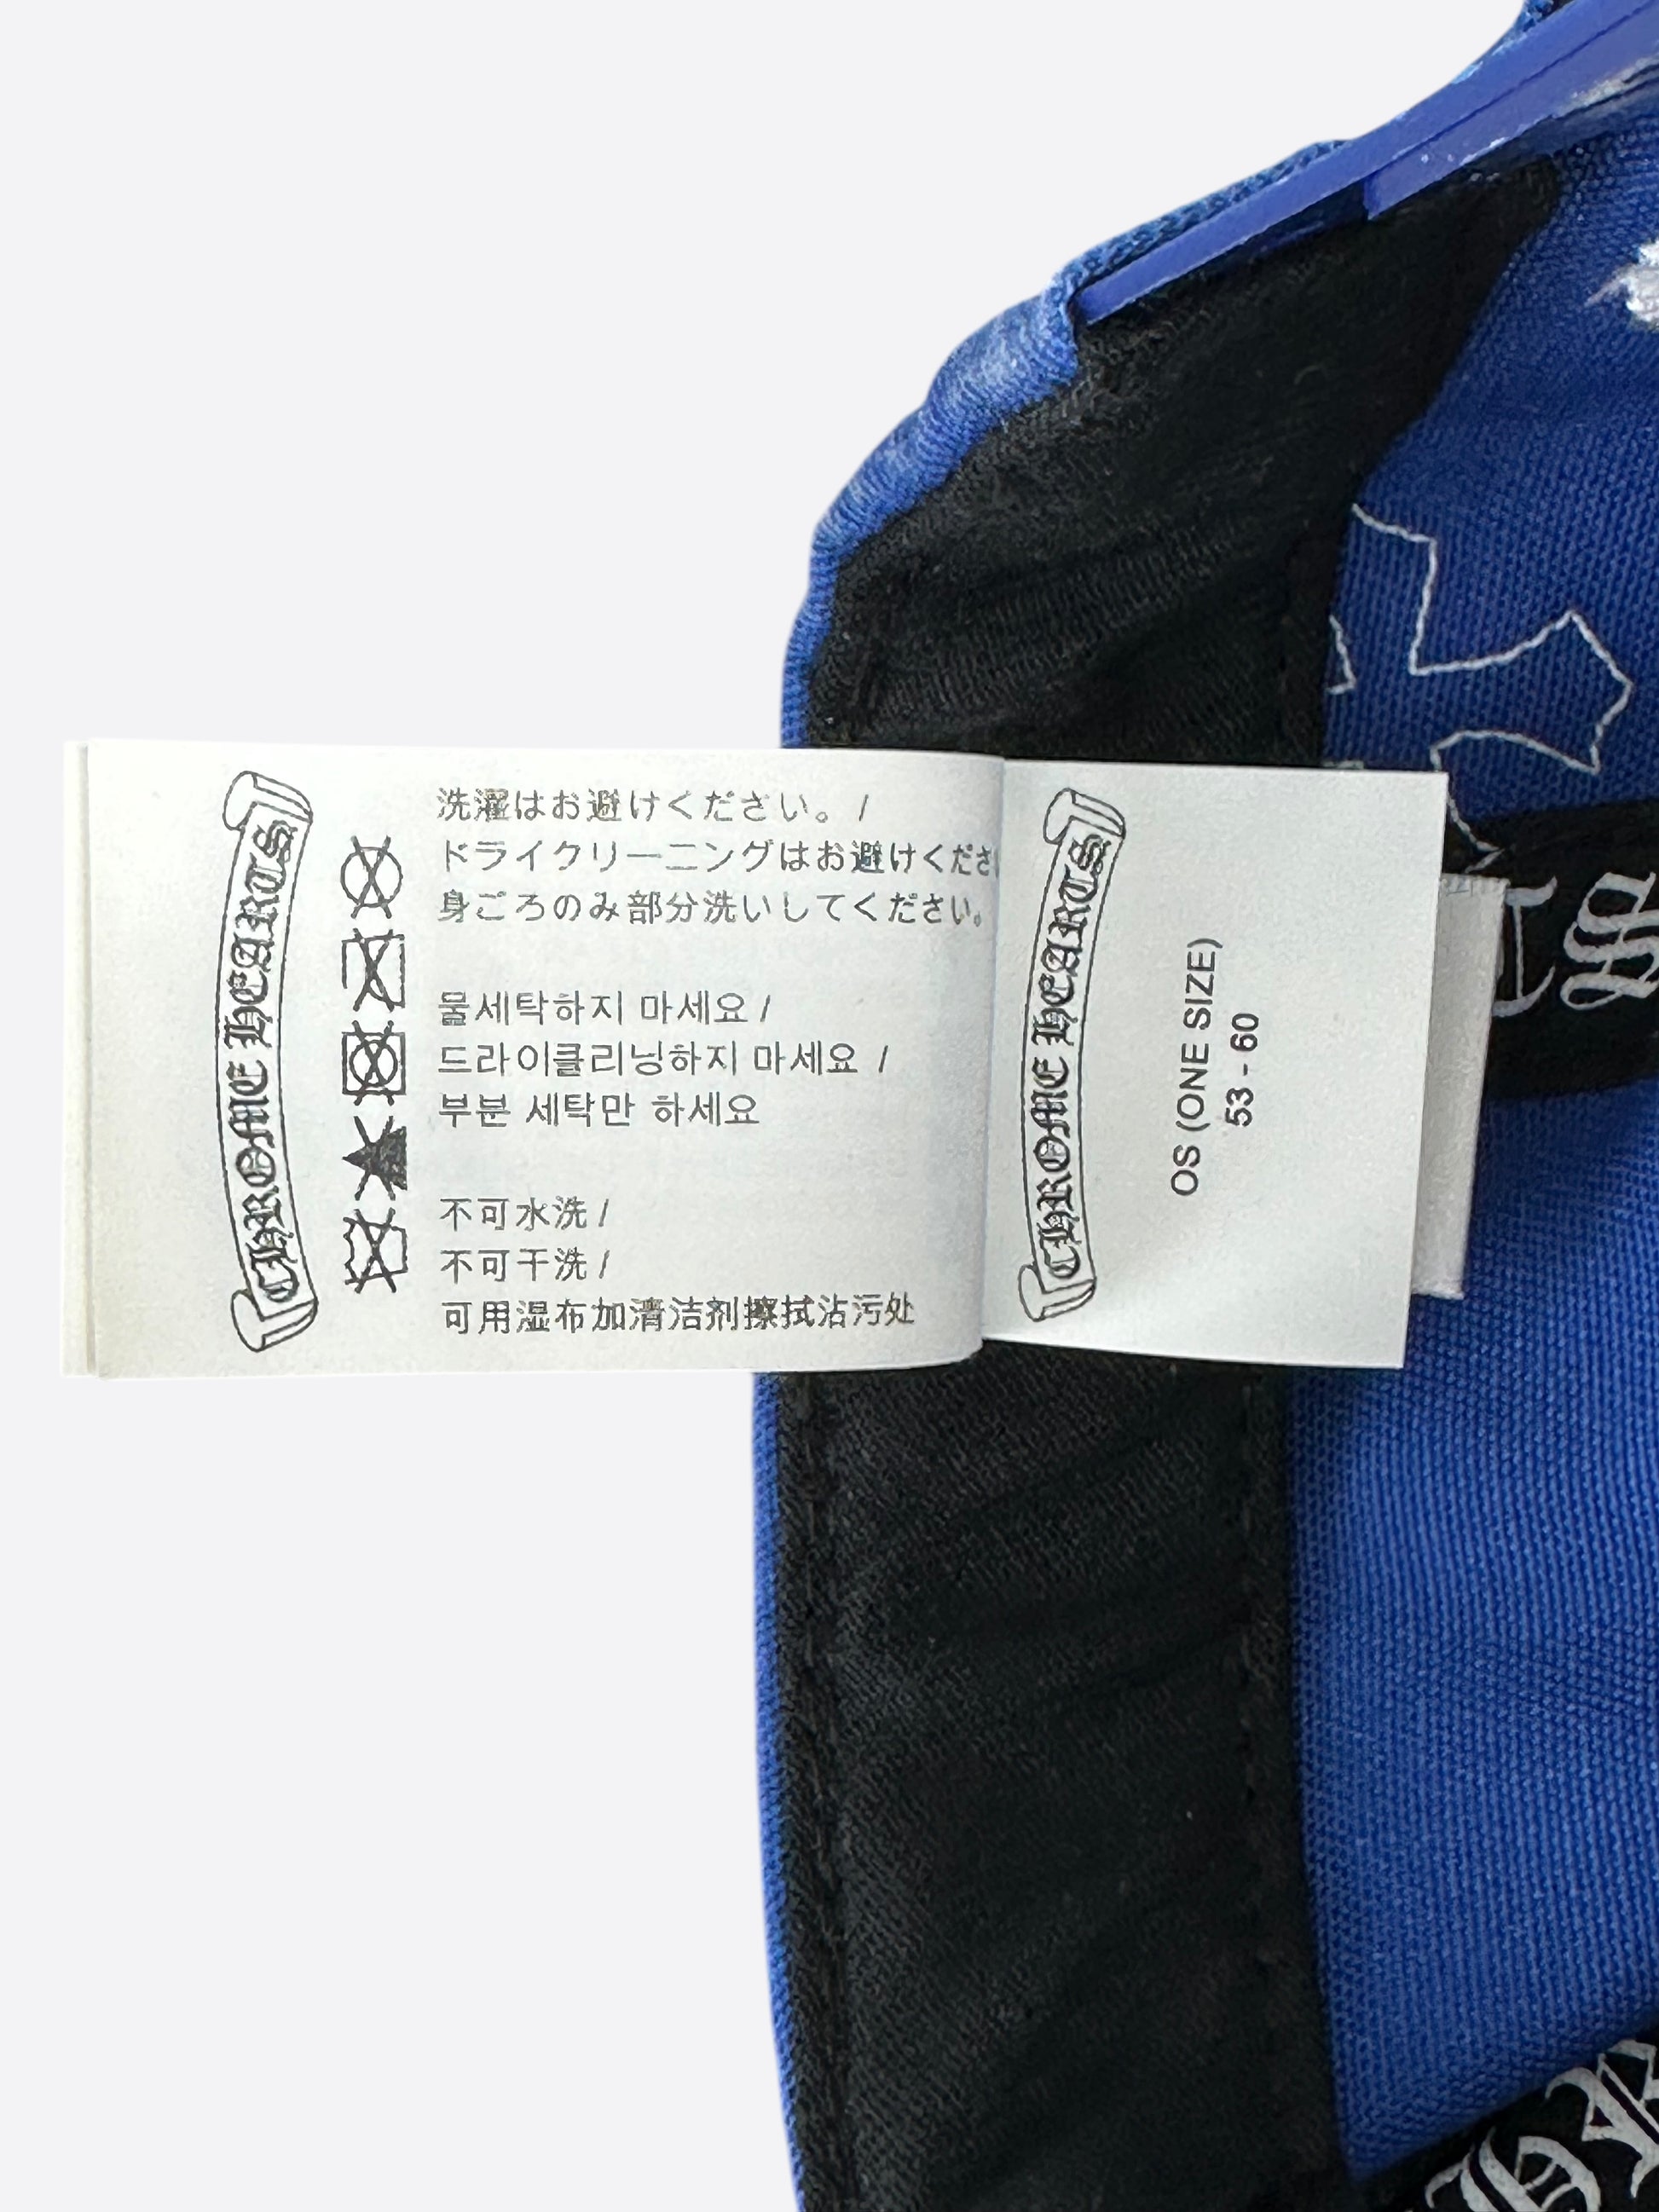 CHROME HEARTS
洗濯はお避けください。 /
ドライクリーニングはお避けくださ
身ごろのみ部分洗いしてください。
물세탁하지 마세요 /
드라이클리닝하지 마세요 /
부분 세탁만 하세요
不可水洗 /
不可干洗 /
可用湿布加清洁剂擦拭沾污处
CHROME HEARTS
OS (ONE SIZE)
53 - 60
TS